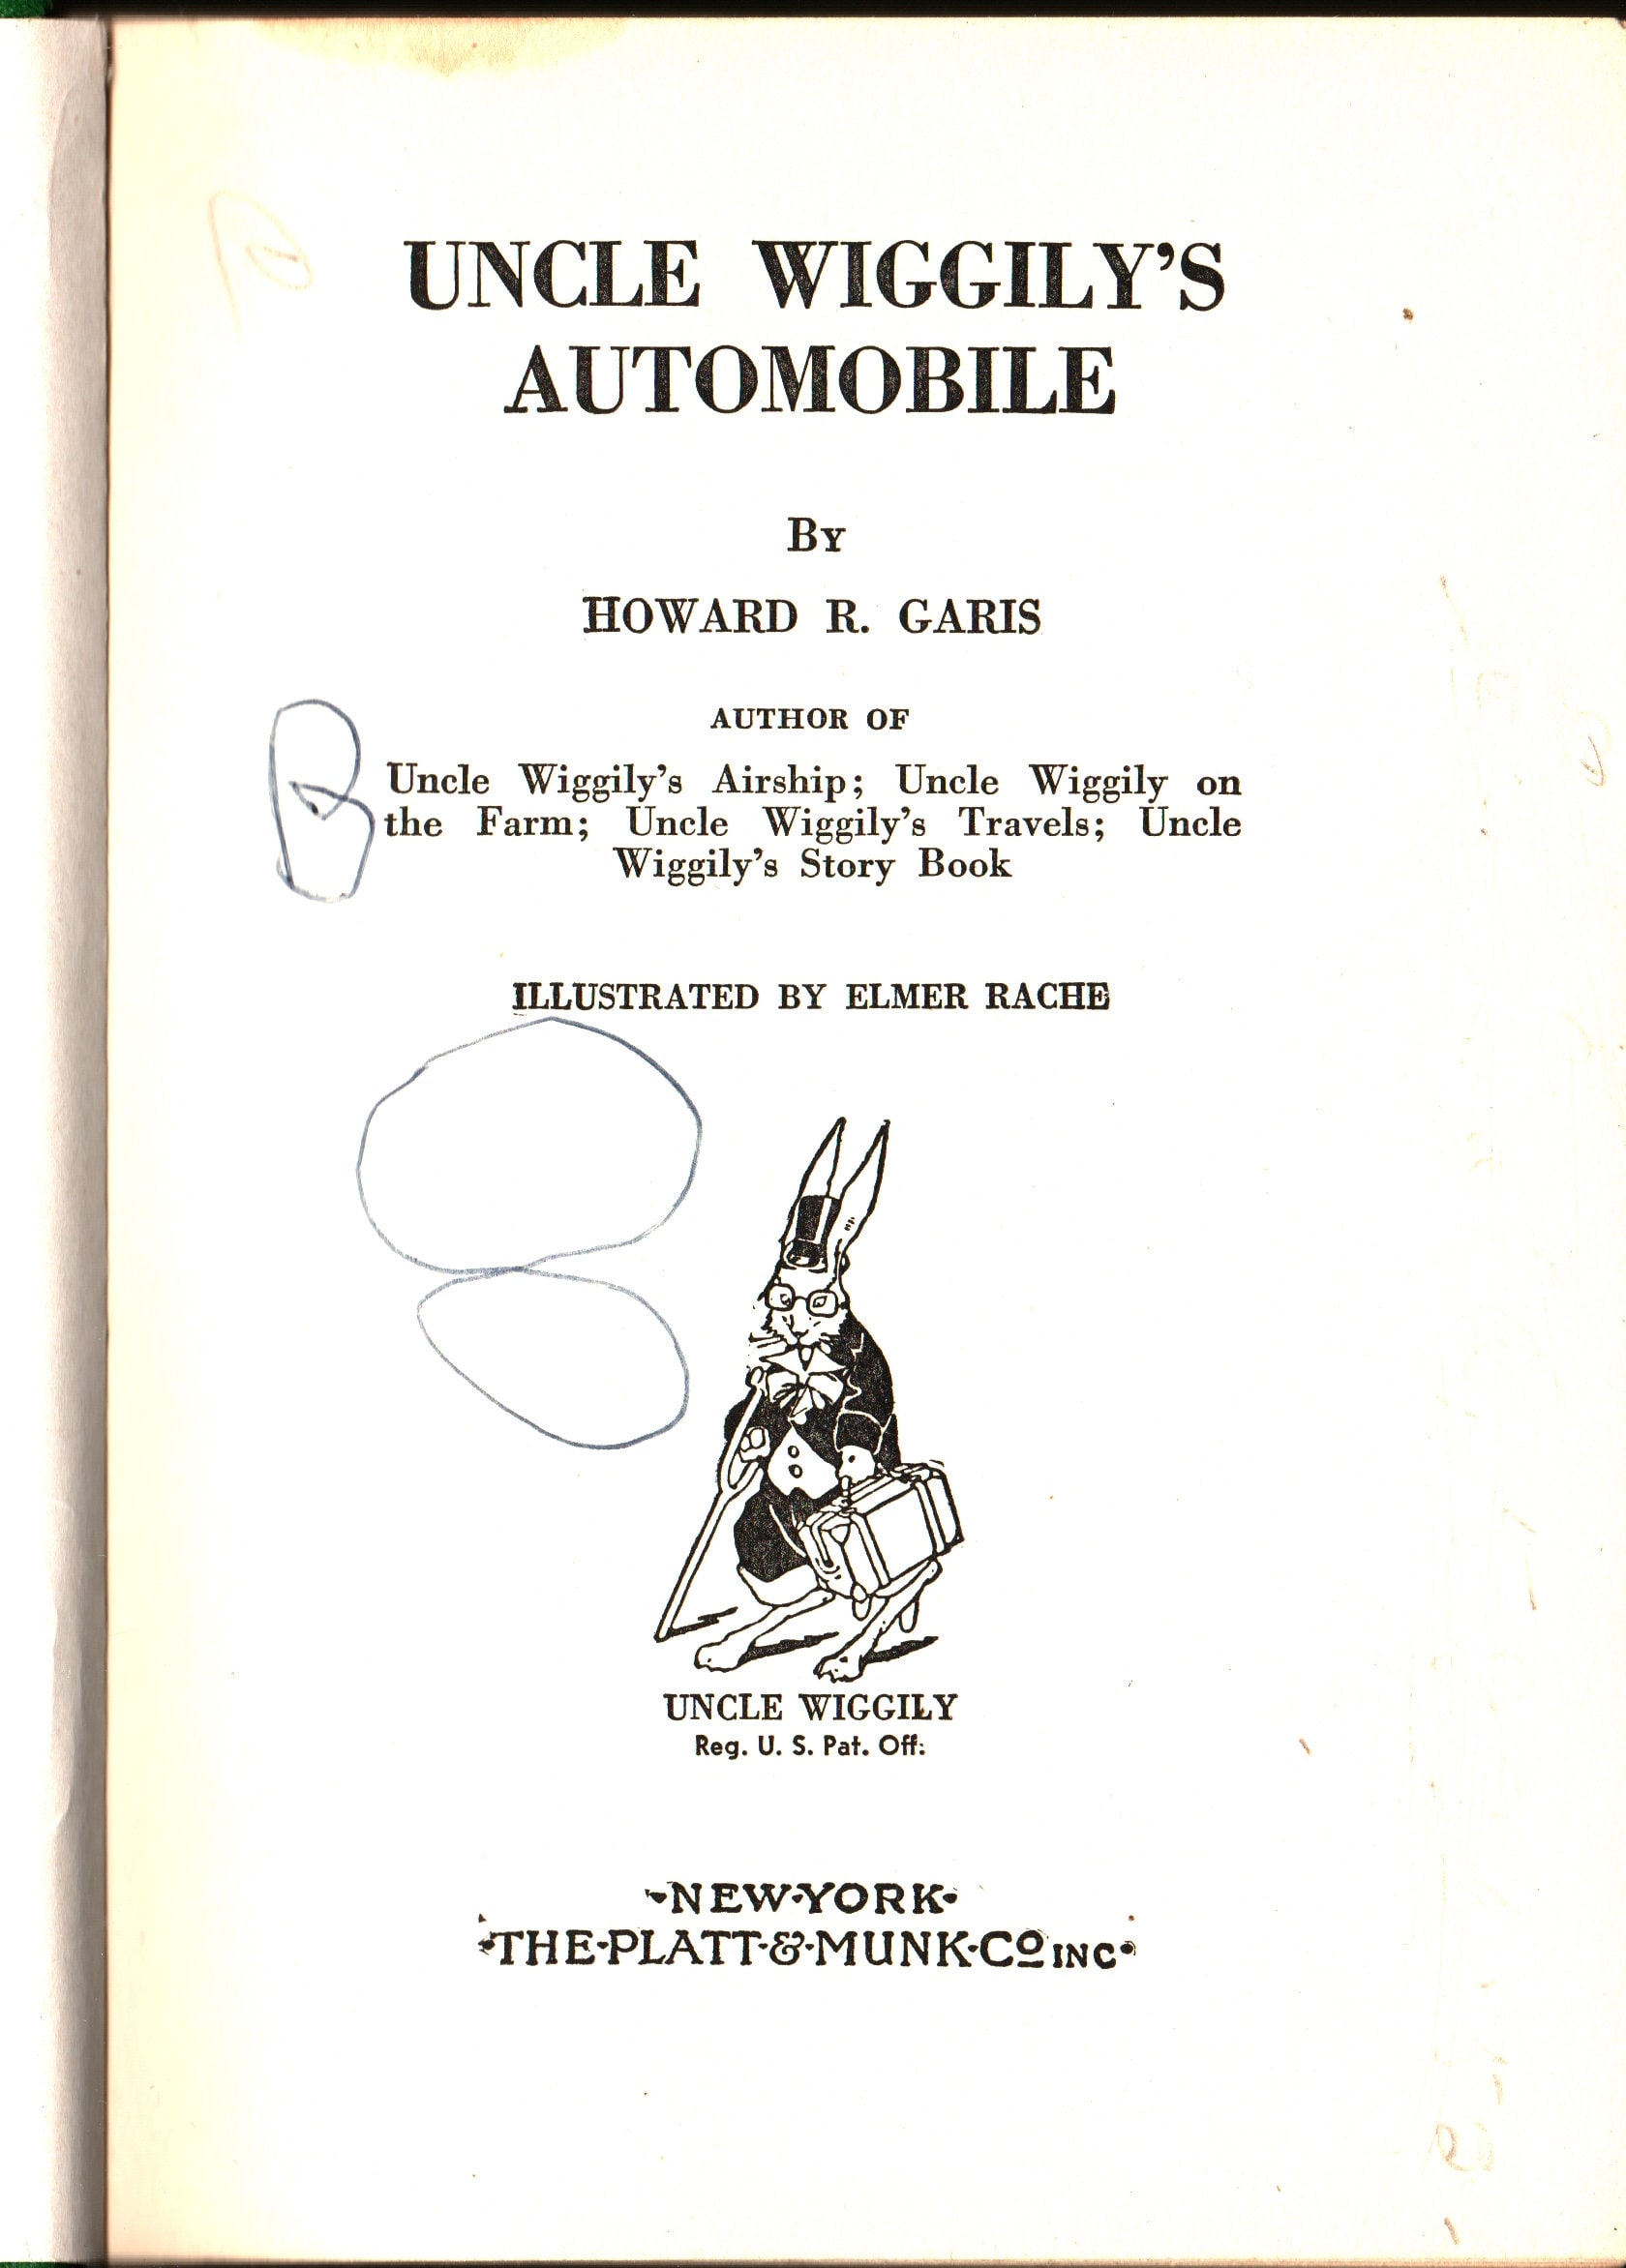 UNCLE WIGGILY'S
AUTOMOBILE
BY
HOWARD R. GARIS
AUTHOR OF
Uncle Wiggily's Airship; Uncle Wiggily on
the Farm; Uncle Wiggily's Travels; Uncle
Wiggily's Story Book
ILLUSTRATED BY ELMER RACHE
UNCLE WIGGILY
Reg. U. S. Pat. Off.
NEW·YORK
THE·PLATT·&·MUNK·Co INC